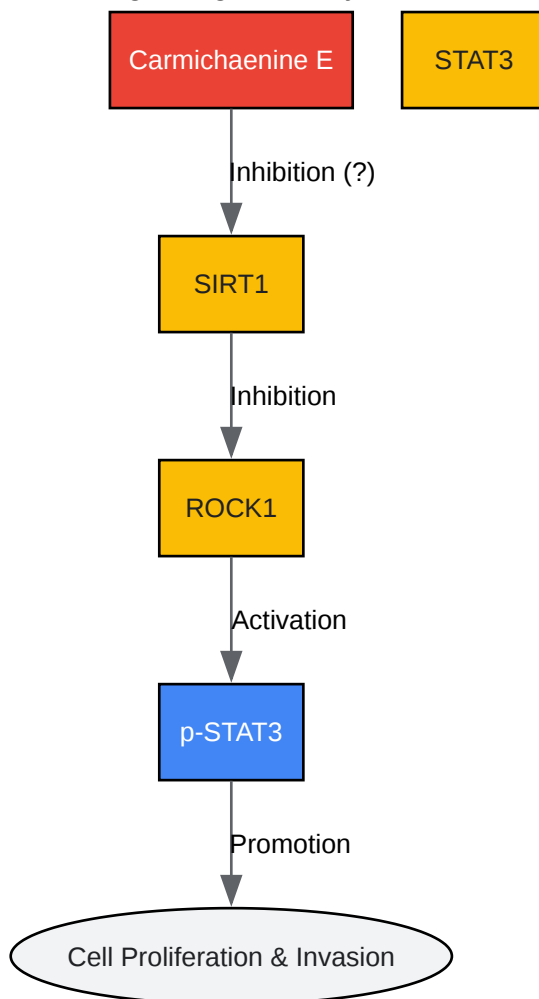 Carmichaenine E
STAT3
Inhibition (?)
SIRT1
Inhibition
ROCK1
Activation
p-STAT3
Promotion
Cell Proliferation & Invasion